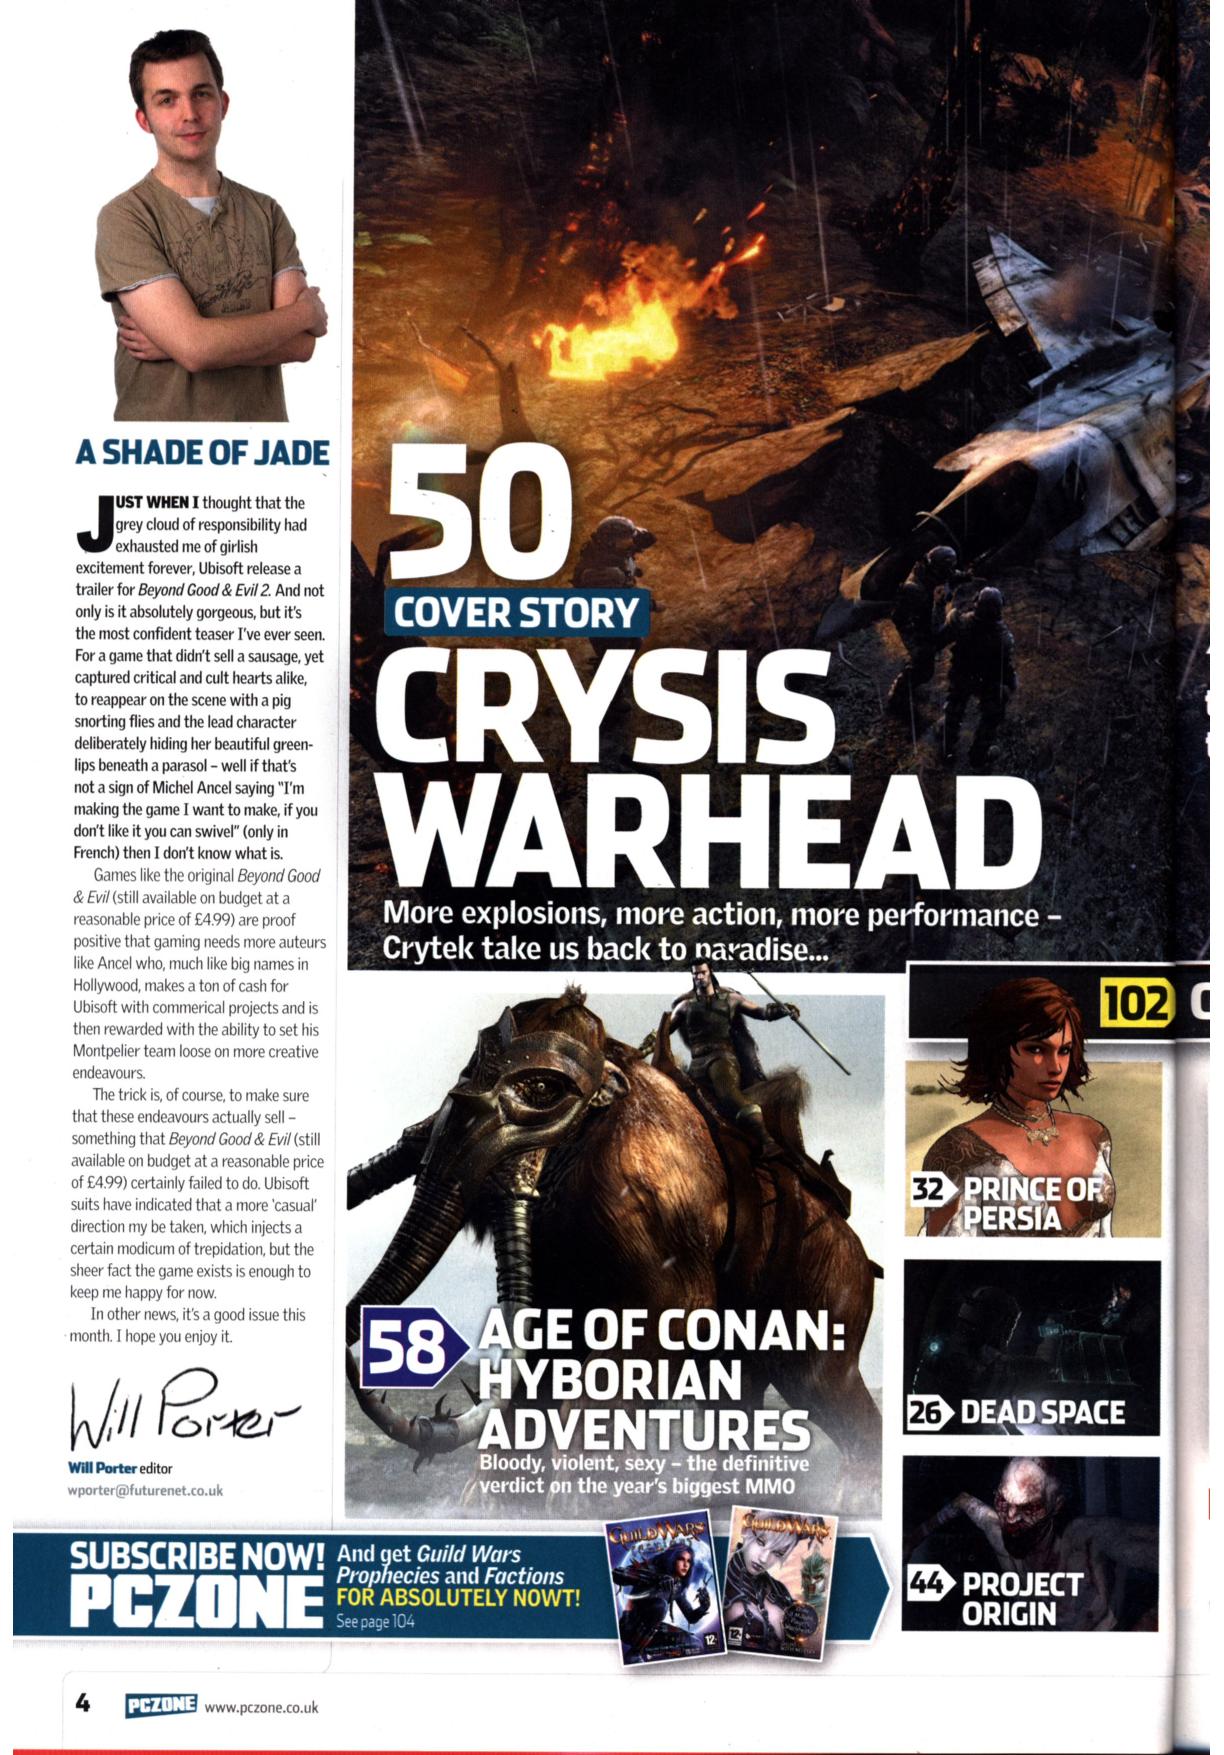 A SHADE OF JADE
JUST WHEN I thought that the
grey cloud of responsibility had
exhausted me of girlish
excitement forever, Ubisoft release a
trailer for Beyond Good & Evil 2. And not
only is it absolutely gorgeous, but it's
the most confident teaser I've ever seen.
For a game that didn't sell a sausage, yet
captured critical and cult hearts alike,
to reappear on the scene with a pig
snorting flies and the lead character
deliberately hiding her beautiful green-
lips beneath a parasol – well if that's
not a sign of Michel Ancel saying "I'm
making the game I want to make, if you
don't like it you can swivel" (only in
French) then I don't know what is.
Games like the original Beyond Good
& Evil (still available on budget at a
reasonable price of £4.99) are proof
positive that gaming needs more auteurs
like Ancel who, much like big names in
Hollywood, makes a ton of cash for
Ubisoft with commerical projects and is
then rewarded with the ability to set his
Montpelier team loose on more creative
endeavours.
The trick is, of course, to make sure
that these endeavours actually sell –
something that Beyond Good & Evil (still
available on budget at a reasonable price
of £4.99) certainly failed to do. Ubisoft
suits have indicated that a more 'casual'
direction my be taken, which injects a
certain modicum of trepidation, but the
sheer fact the game exists is enough to
keep me happy for now.
In other news, it's a good issue this
month. I hope you enjoy it.
Will Porter
Will Porter editor
wporter@futurenet.co.uk
50
COVER STORY
CRYSIS
WARHEAD
More explosions, more action, more performance –
Crytek take us back to paradise...
58 AGE OF CONAN:
HYBORIAN
ADVENTURES
Bloody, violent, sexy – the definitive
verdict on the year's biggest MMO
102
32 PRINCE OF
PERSIA
26 DEAD SPACE
44 PROJECT
ORIGIN
SUBSCRIBE NOW!
PCZONE
And get Guild Wars
Prophecies and Factions
FOR ABSOLUTELY NOWT!
See page 104
GUILD WARS
12+
GUILD WARS
12+
4 PCZONE www.pczone.co.uk